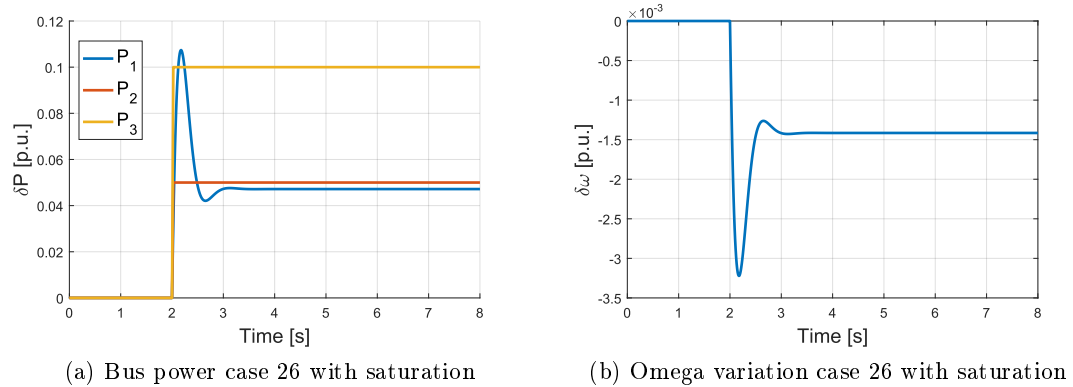 0.12
0.1
0.08
0.06
0.04
0.02
0
δP [p.u.]
P1
P2
P3
0 1 2 3 4 5 6 7 8
Time [s]
(a) Bus power case 26 with saturation
×10-3
0
-0.5
-1
-1.5
-2
-2.5
-3
-3.5
δω [p.u.]
0 1 2 3 4 5 6 7 8
Time [s]
(b) Omega variation case 26 with saturation